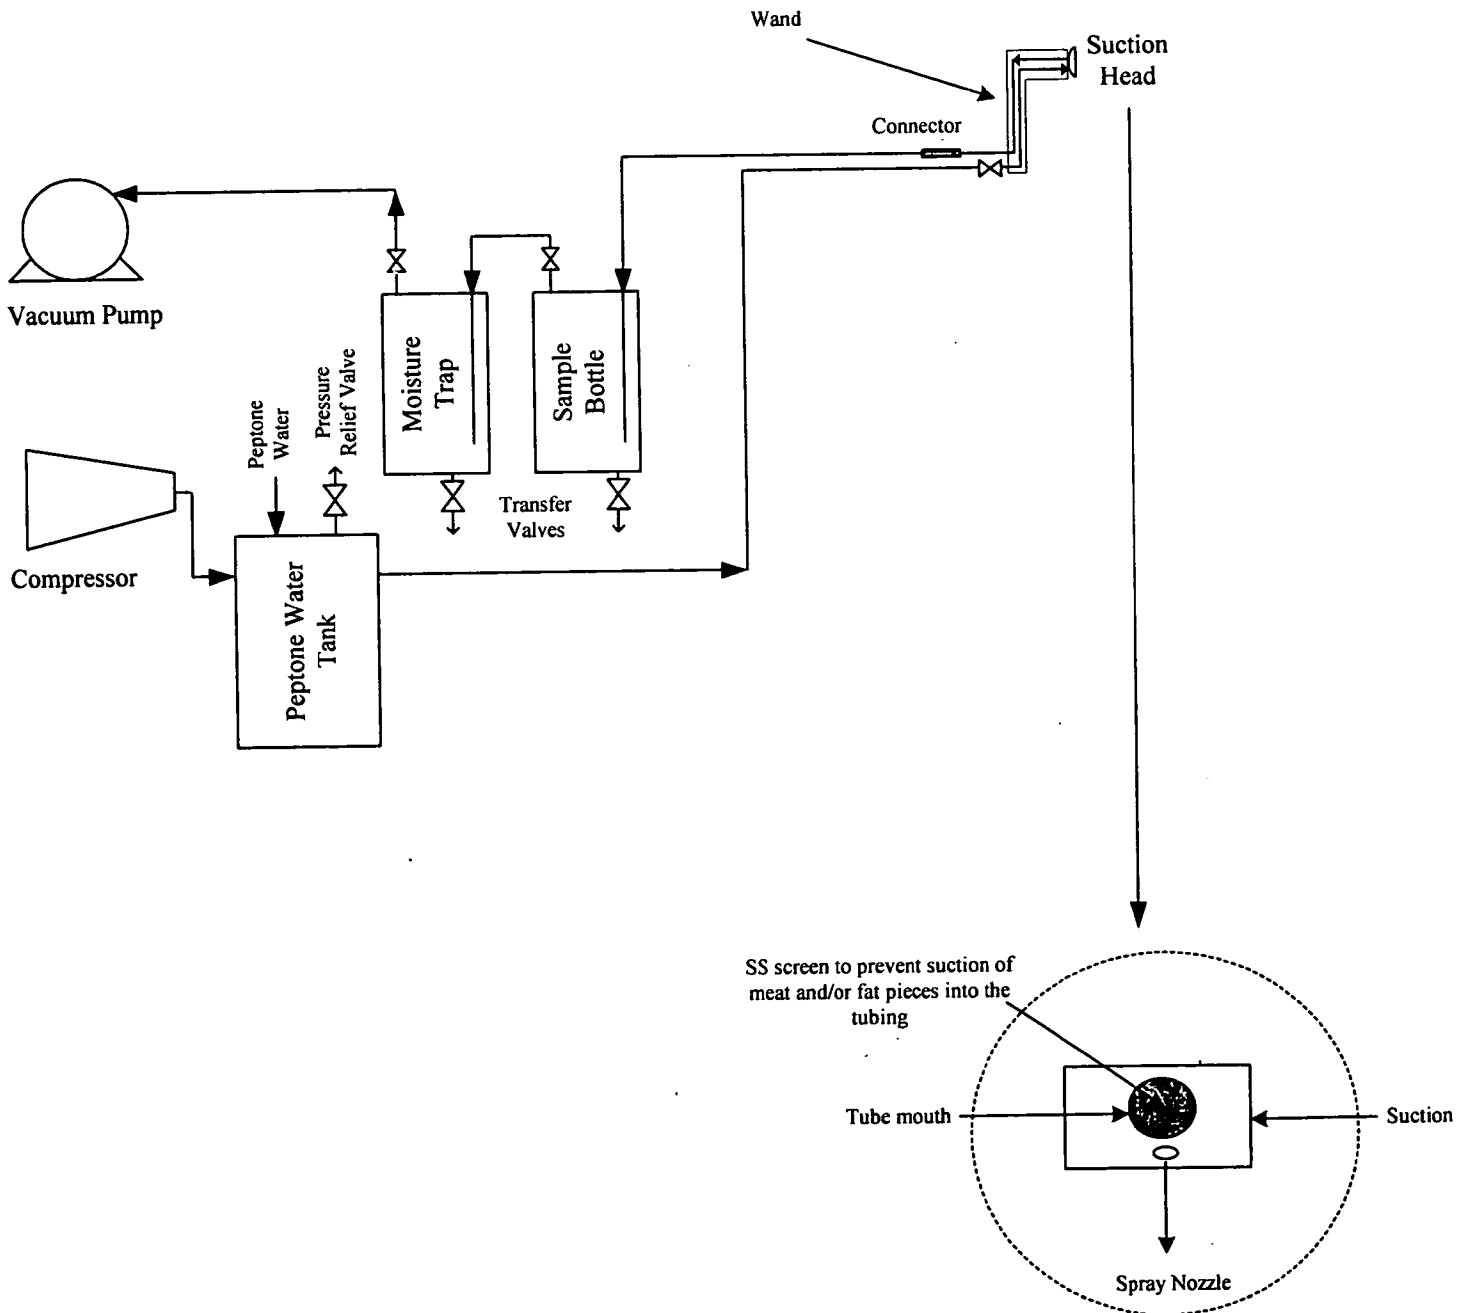 Wand
Suction
Head
Connector
Vacuum Pump
Moisture
Trap
Sample
Bottle
Peptone
Water
Pressure
Relief Valve
Transfer
Valves
Compressor
Peptone Water
Tank
SS screen to prevent suction of
meat and/or fat pieces into the
tubing
Tube mouth
Suction
Spray Nozzle